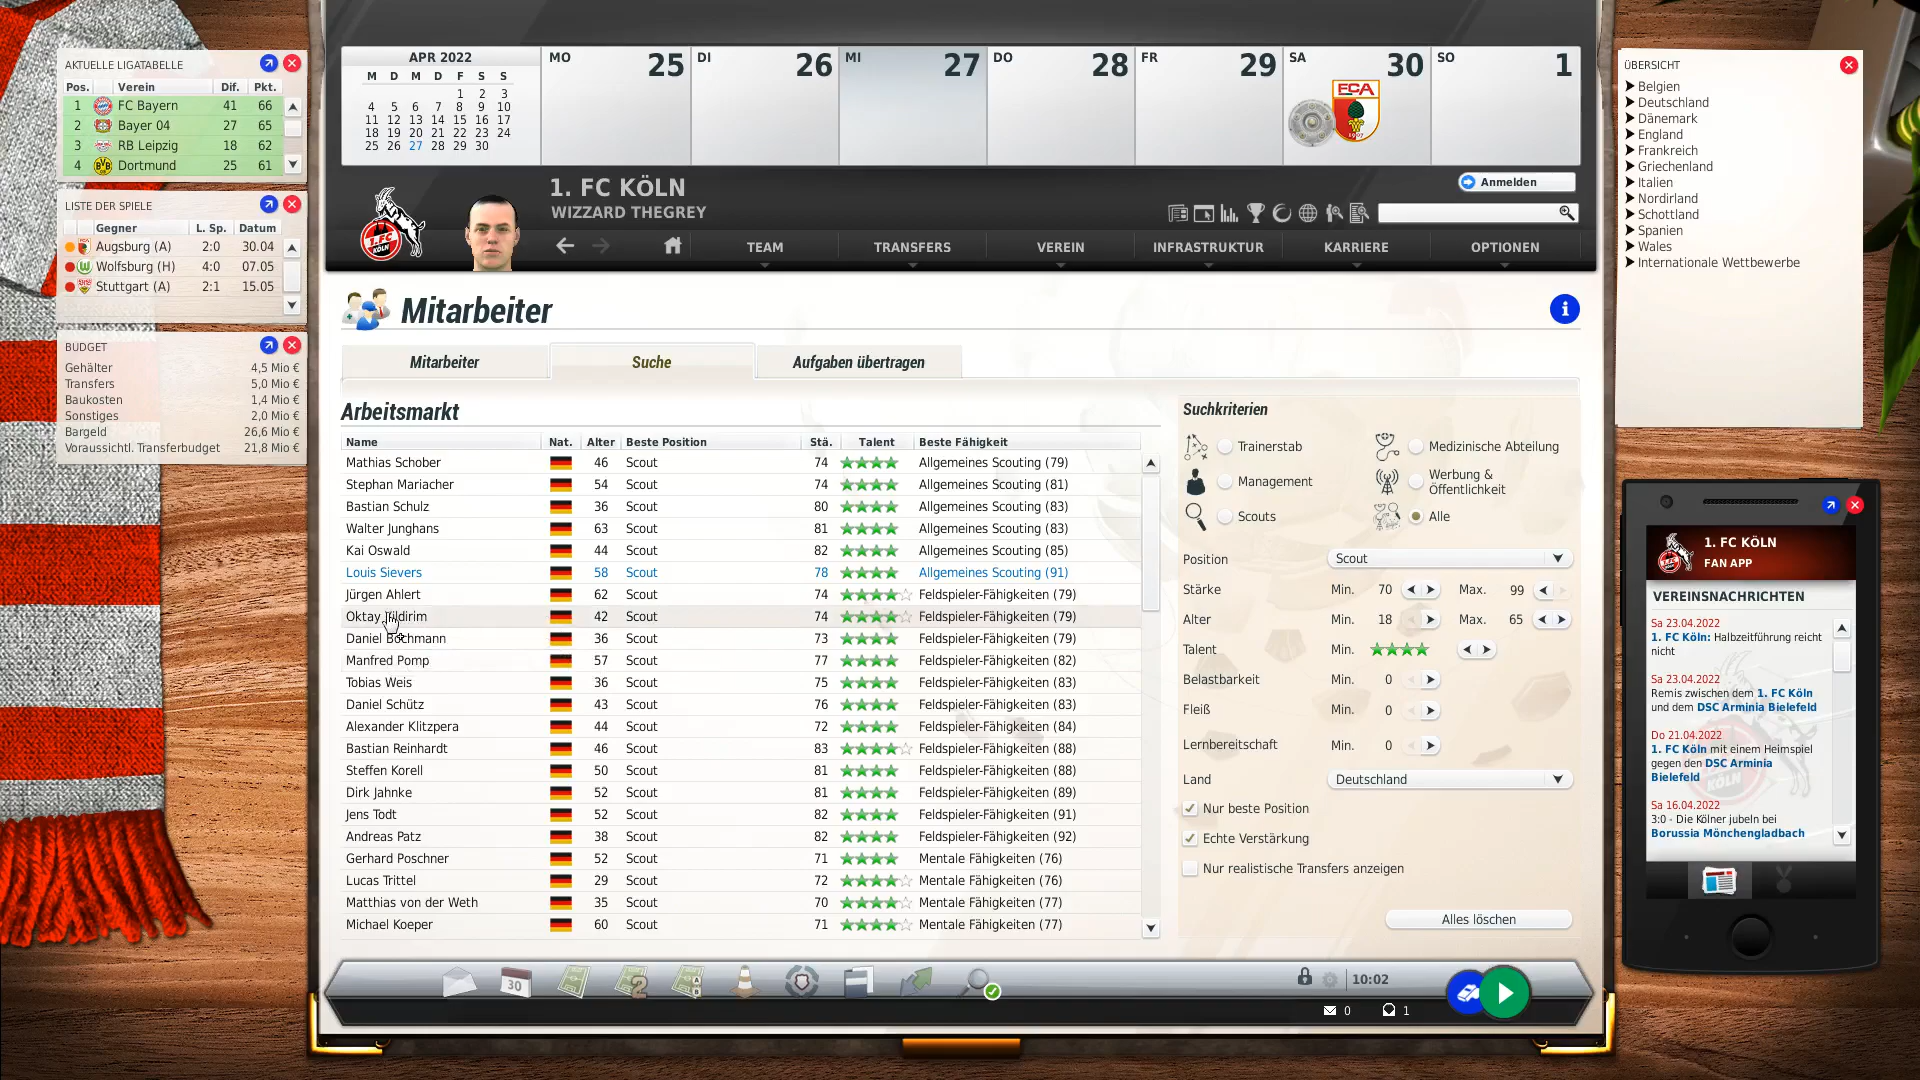 AKTUELLE LIGATABELLE
Pos. Verein Dif. Pkt.
1 FC Bayern 41 66
2 Bayer 04 27 65
3 RB Leipzig 18 62
4 Dortmund 25 61
LISTE DER SPIELE
Gegner L. Sp. Datum
Augsburg (A) 2:0 30.04
Wolfsburg (H) 4:0 07.05
Stuttgart (A) 2:1 15.05
BUDGET
Gehälter 4,5 Mio €
Transfers 5,0 Mio €
Baukosten 1,4 Mio €
Sonstiges 2,0 Mio €
Bargeld 26,6 Mio €
Voraussichtl. Transferbudget 21,8 Mio €
APR 2022
M D M D F S S
1 2 3
4 5 6 7 8 9 10
11 12 13 14 15 16 17
18 19 20 21 22 23 24
25 26 27 28 29 30
MO 25 DI 26 MI 27 DO 28 FR 29 SA 30 SO 1
FCA
1907
1. FC KÖLN
WIZZARD THEGREY
Anmelden
1.FC
KÖLN
TEAM TRANSFERS VEREIN INFRASTRUKTUR KARRIERE OPTIONEN
Mitarbeiter
Mitarbeiter Suche Aufgaben übertragen
Arbeitsmarkt
Name Nat. Alter Beste Position Stä. Talent Beste Fähigkeit
Mathias Schober 46 Scout 74 Allgemeines Scouting (79)
Stephan Mariacher 54 Scout 74 Allgemeines Scouting (81)
Bastian Schulz 36 Scout 80 Allgemeines Scouting (83)
Walter Junghans 63 Scout 81 Allgemeines Scouting (83)
Kai Oswald 44 Scout 82 Allgemeines Scouting (85)
Louis Sievers 58 Scout 78 Allgemeines Scouting (91)
Jürgen Ahlert 62 Scout 74 Feldspieler-Fähigkeiten (79)
Oktay 42 Scout 74 Feldspieler-Fähigkeiten (79)
Daniel 36 Scout 73 Feldspieler-Fähigkeiten (79)
Manfred Pomp 57 Scout 77 Feldspieler-Fähigkeiten (82)
Tobias Weis 36 Scout 75 Feldspieler-Fähigkeiten (83)
Daniel Schütz 43 Scout 76 Feldspieler-Fähigkeiten (83)
Alexander Klitzpera 44 Scout 72 Feldspieler-Fähigkeiten (84)
Bastian Reinhardt 46 Scout 83 Feldspieler-Fähigkeiten (88)
Steffen Korell 50 Scout 81 Feldspieler-Fähigkeiten (88)
Dirk Jahnke 52 Scout 81 Feldspieler-Fähigkeiten (89)
Jens Todt 52 Scout 82 Feldspieler-Fähigkeiten (91)
Andreas Patz 38 Scout 82 Feldspieler-Fähigkeiten (92)
Gerhard Poschner 52 Scout 71 Mentale Fähigkeiten (76)
Lucas Trittel 29 Scout 72 Mentale Fähigkeiten (76)
Matthias von der Weth 35 Scout 70 Mentale Fähigkeiten (77)
Michael Koeper 60 Scout 71 Mentale Fähigkeiten (77)
Suchkriterien
Trainerstab Medizinische Abteilung
Management Werbung &
Öffentlichkeit
Scouts Alle
Position Scout
Stärke Min. 70 Max. 99
Alter Min. 18 Max. 65
Talent Min.
Belastbarkeit Min. 0
Fleiß Min. 0
Lernbereitschaft Min. 0
Land Deutschland
Nur beste Position
Echte Verstärkung
Nur realistische Transfers anzeigen
Alles löschen
30
2
10:02
0 1
ÜBERSICHT
Belgien
Deutschland
Dänemark
England
Frankreich
Griechenland
Italien
Nordirland
Schottland
Spanien
Wales
Internationale Wettbewerbe
1. FC KÖLN
FAN APP
VEREINSNACHRICHTEN
Sa 23.04.2022
1. FC Köln: Halbzeitführung reicht
nicht
Sa 23.04.2022
Remis zwischen dem 1. FC Köln
und dem DSC Arminia Bielefeld
Do 21.04.2022
1. FC Köln mit einem Heimspiel
gegen den DSC Arminia
Bielefeld
Sa 16.04.2022
3:0 - Die Kölner jubeln bei
Borussia Mönchengladbach